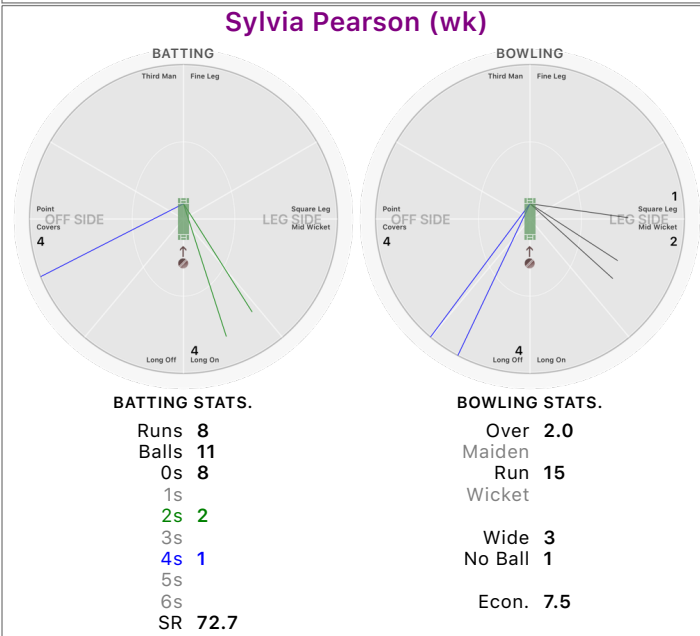 Sylvia Pearson (wk)
BATTING
Third Man Fine Leg
Point
OFF SIDE
Covers
4
Square Leg
LEG SIDE
Mid Wicket
4
Long Off Long On
BATTING STATS.
Runs 8
Balls 11
0s 8
1s
2s 2
3s
4s 1
5s
6s
SR 72.7
BOWLING
Third Man Fine Leg
Point
OFF SIDE
Covers
4
1
Square Leg
LEG SIDE
Mid Wicket
2
4
Long Off Long On
BOWLING STATS.
Over 2.0
Maiden
Run 15
Wicket
Wide 3
No Ball 1
Econ. 7.5